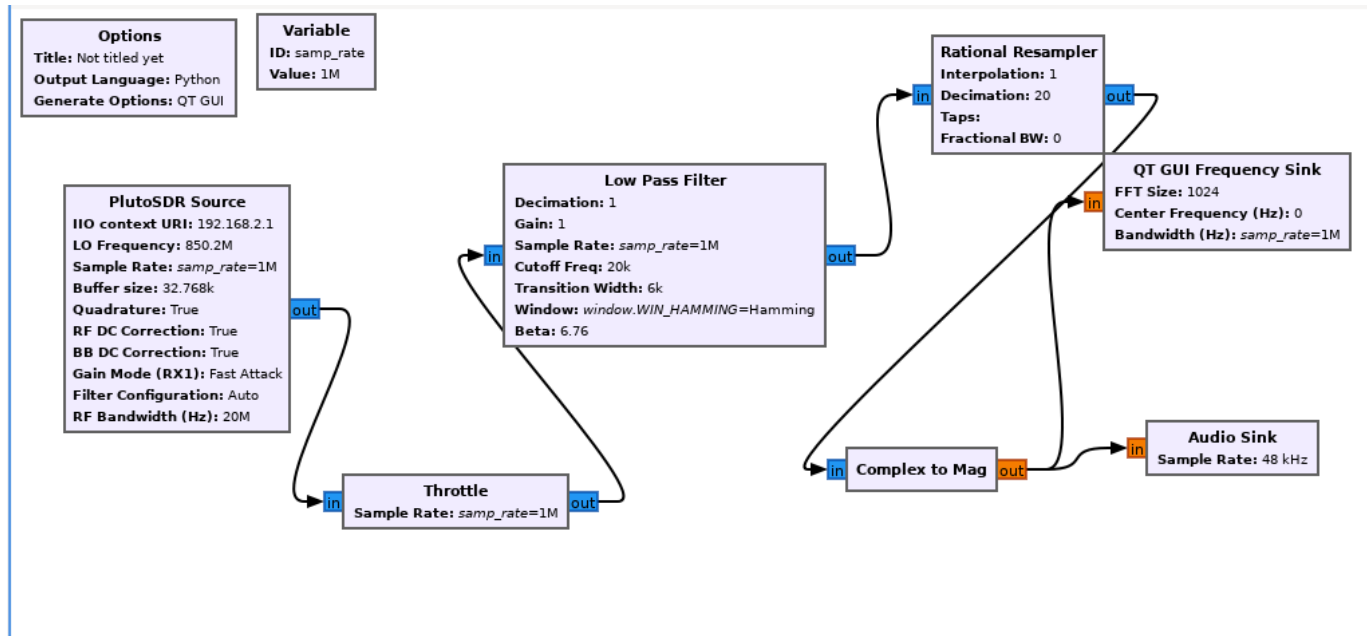 Options
Title: Not titled yet
Output Language: Python
Generate Options: QT GUI
Variable
ID: samp_rate
Value: 1M
Rational Resampler
Interpolation: 1
Decimation: 20
Taps:
Fractional BW: 0
in
out
QT GUI Frequency Sink
FFT Size: 1024
Center Frequency (Hz): 0
Bandwidth (Hz): samp_rate=1M
in
Low Pass Filter
Decimation: 1
Gain: 1
Sample Rate: samp_rate=1M
Cutoff Freq: 20k
Transition Width: 6k
Window: window.WIN_HAMMING=Hamming
Beta: 6.76
in
out
PlutoSDR Source
IIO context URI: 192.168.2.1
LO Frequency: 850.2M
Sample Rate: samp_rate=1M
Buffer size: 32.768k
Quadrature: True
RF DC Correction: True
BB DC Correction: True
Gain Mode (RX1): Fast Attack
Filter Configuration: Auto
RF Bandwidth (Hz): 20M
out
Throttle
Sample Rate: samp_rate=1M
in
out
Complex to Mag
in
out
Audio Sink
Sample Rate: 48 kHz
in